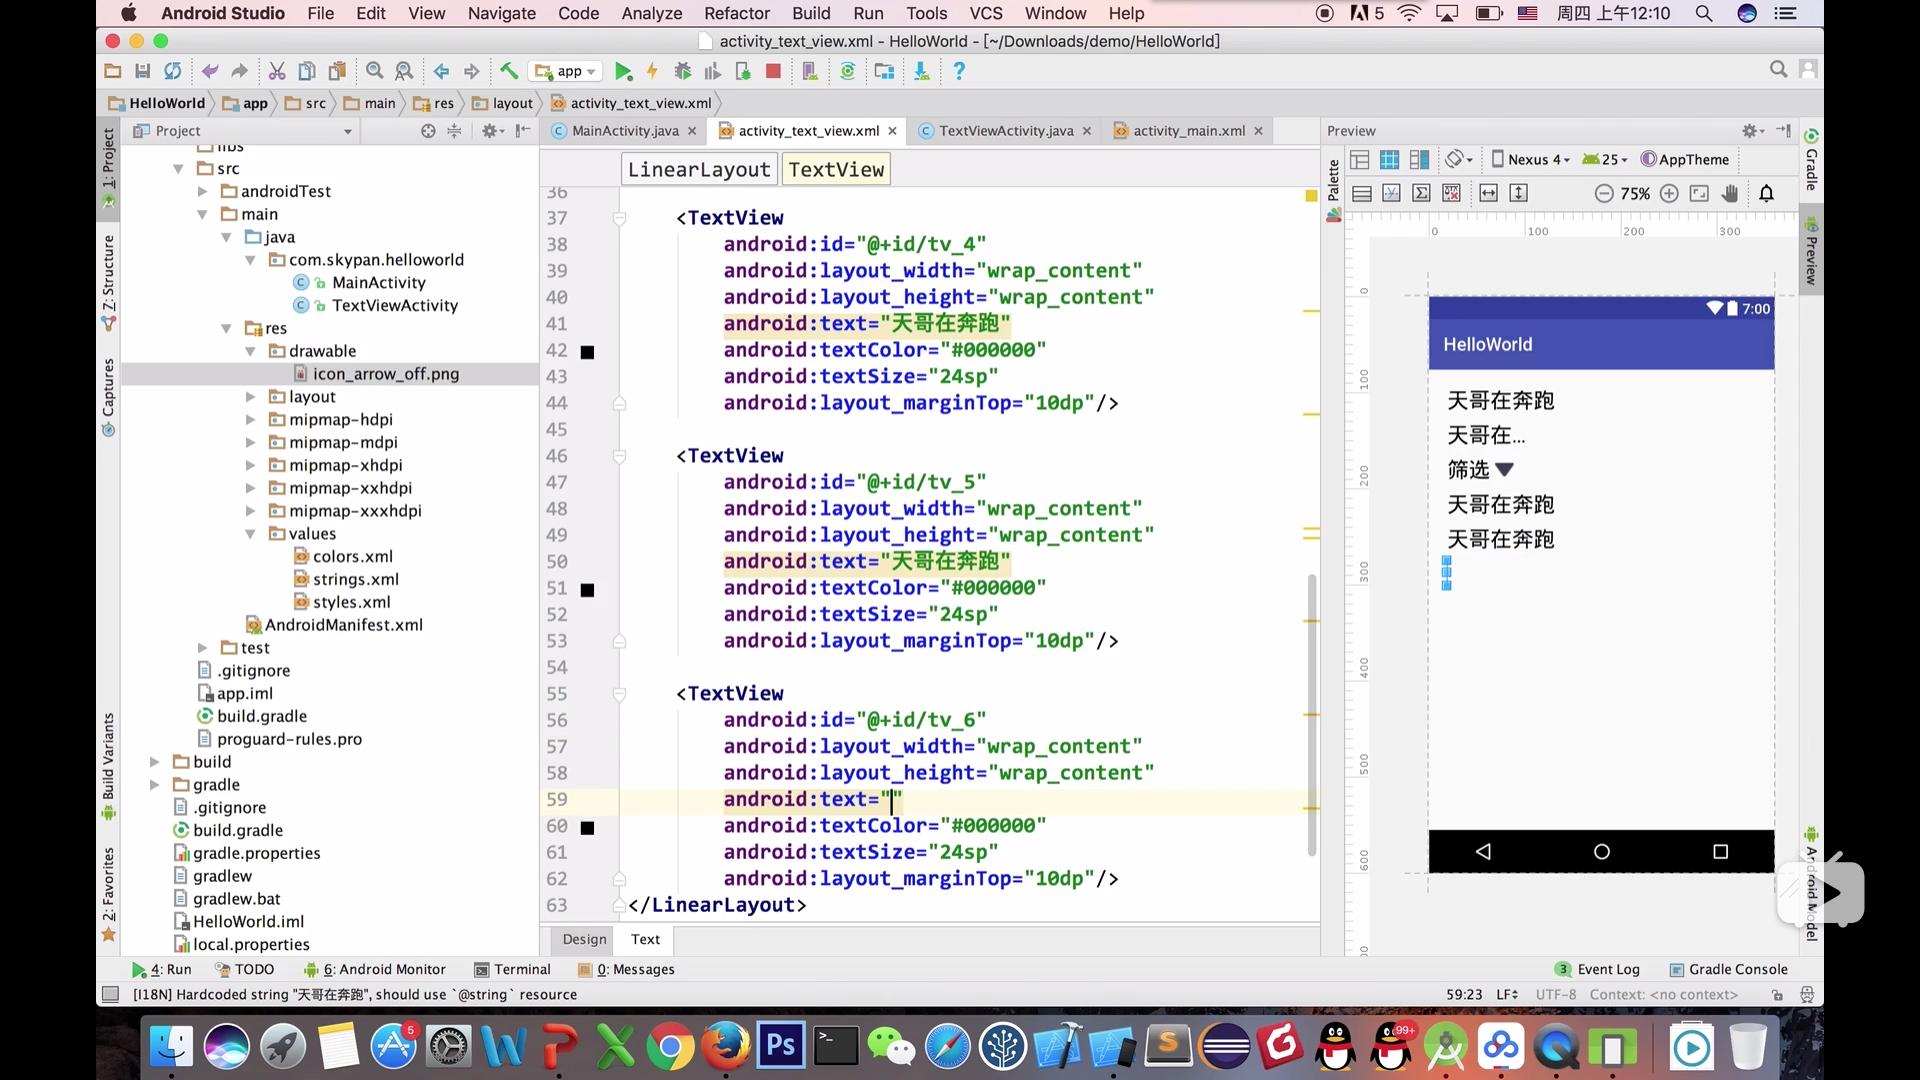 Android Studio File Edit View Navigate Code Analyze Refactor Build Run Tools VCS Window Help 5 周四 上午12:10
activity_text_view.xml - HelloWorld - [~/Downloads/demo/HelloWorld]
app
HelloWorld app src main res layout activity_text_view.xml
Project
MainActivity.java activity_text_view.xml TextViewActivity.java activity_main.xml
Preview
1: Project
Z: Structure
Captures
Build Variants
2: Favorites
libs
src
androidTest
main
java
com.skypan.helloworld
MainActivity
TextViewActivity
res
drawable
icon_arrow_off.png
layout
mipmap-hdpi
mipmap-mdpi
mipmap-xhdpi
mipmap-xxhdpi
mipmap-xxxhdpi
values
colors.xml
strings.xml
styles.xml
AndroidManifest.xml
test
.gitignore
app.iml
build.gradle
proguard-rules.pro
build
gradle
.gitignore
build.gradle
gradle.properties
gradlew
gradlew.bat
HelloWorld.iml
local.properties
LinearLayout TextView
36
37 <TextView
38 android:id="@+id/tv_4"
39 android:layout_width="wrap_content"
40 android:layout_height="wrap_content"
41 android:text="天哥在奔跑"
42 android:textColor="#000000"
43 android:textSize="24sp"
44 android:layout_marginTop="10dp"/>
45
46 <TextView
47 android:id="@+id/tv_5"
48 android:layout_width="wrap_content"
49 android:layout_height="wrap_content"
50 android:text="天哥在奔跑"
51 android:textColor="#000000"
52 android:textSize="24sp"
53 android:layout_marginTop="10dp"/>
54
55 <TextView
56 android:id="@+id/tv_6"
57 android:layout_width="wrap_content"
58 android:layout_height="wrap_content"
59 android:text=""
60 android:textColor="#000000"
61 android:textSize="24sp"
62 android:layout_marginTop="10dp"/>
63 </LinearLayout>
Design Text
Palette
Nexus 4 25 AppTheme
75%
0 100 200 300
0
100
200
300
400
500
600
7:00
HelloWorld
天哥在奔跑
天哥在...
筛选
天哥在奔跑
天哥在奔跑
Gradle
Preview
Android Model
4: Run TODO 6: Android Monitor Terminal 0: Messages 3 Event Log Gradle Console
[I18N] Hardcoded string "天哥在奔跑", should use `@string` resource 59:23 LF UTF-8 Context: <no context>
5
Ps
99+